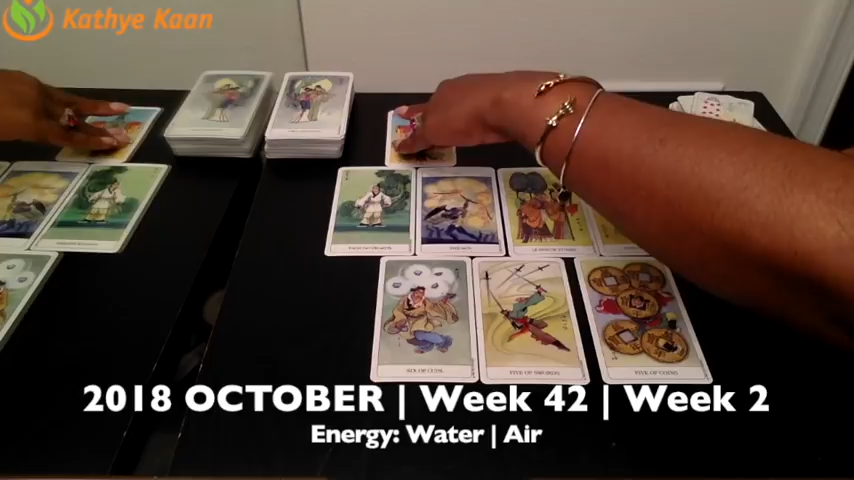 Kathye Kaan
SIX OF CUPS
FIVE OF SWORDS
FIVE OF COINS
2018 OCTOBER | Week 42 | Week 2
Energy: Water | Air